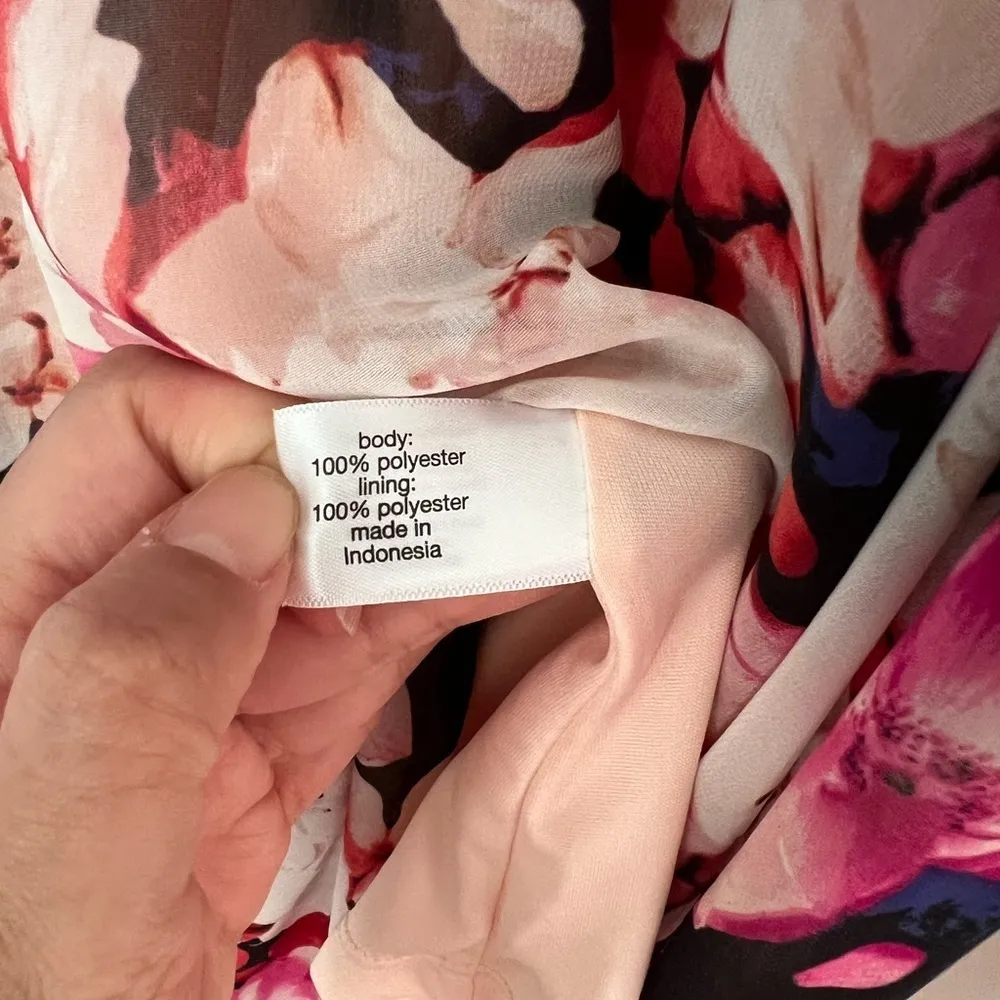 body:
100% polyester
lining:
100% polyester
made in
Indonesia